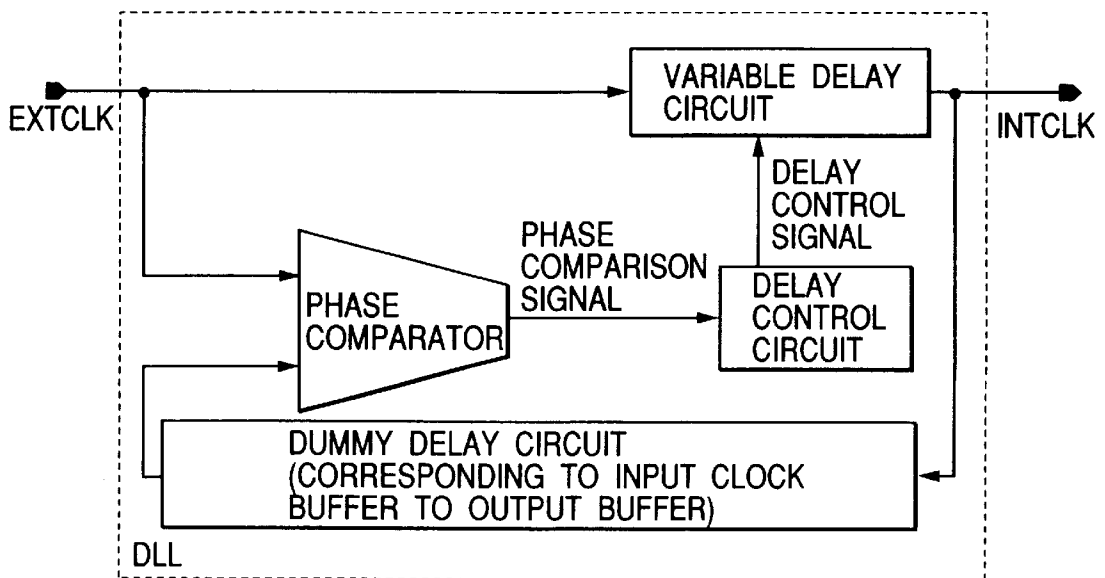 VARIABLE DELAY
CIRCUIT
EXTCLK
INTCLK
DELAY
CONTROL
SIGNAL
PHASE
COMPARISON
SIGNAL
PHASE
COMPARATOR
DELAY
CONTROL
CIRCUIT
DUMMY DELAY CIRCUIT
(CORRESPONDING TO INPUT CLOCK
BUFFER TO OUTPUT BUFFER)
DLL